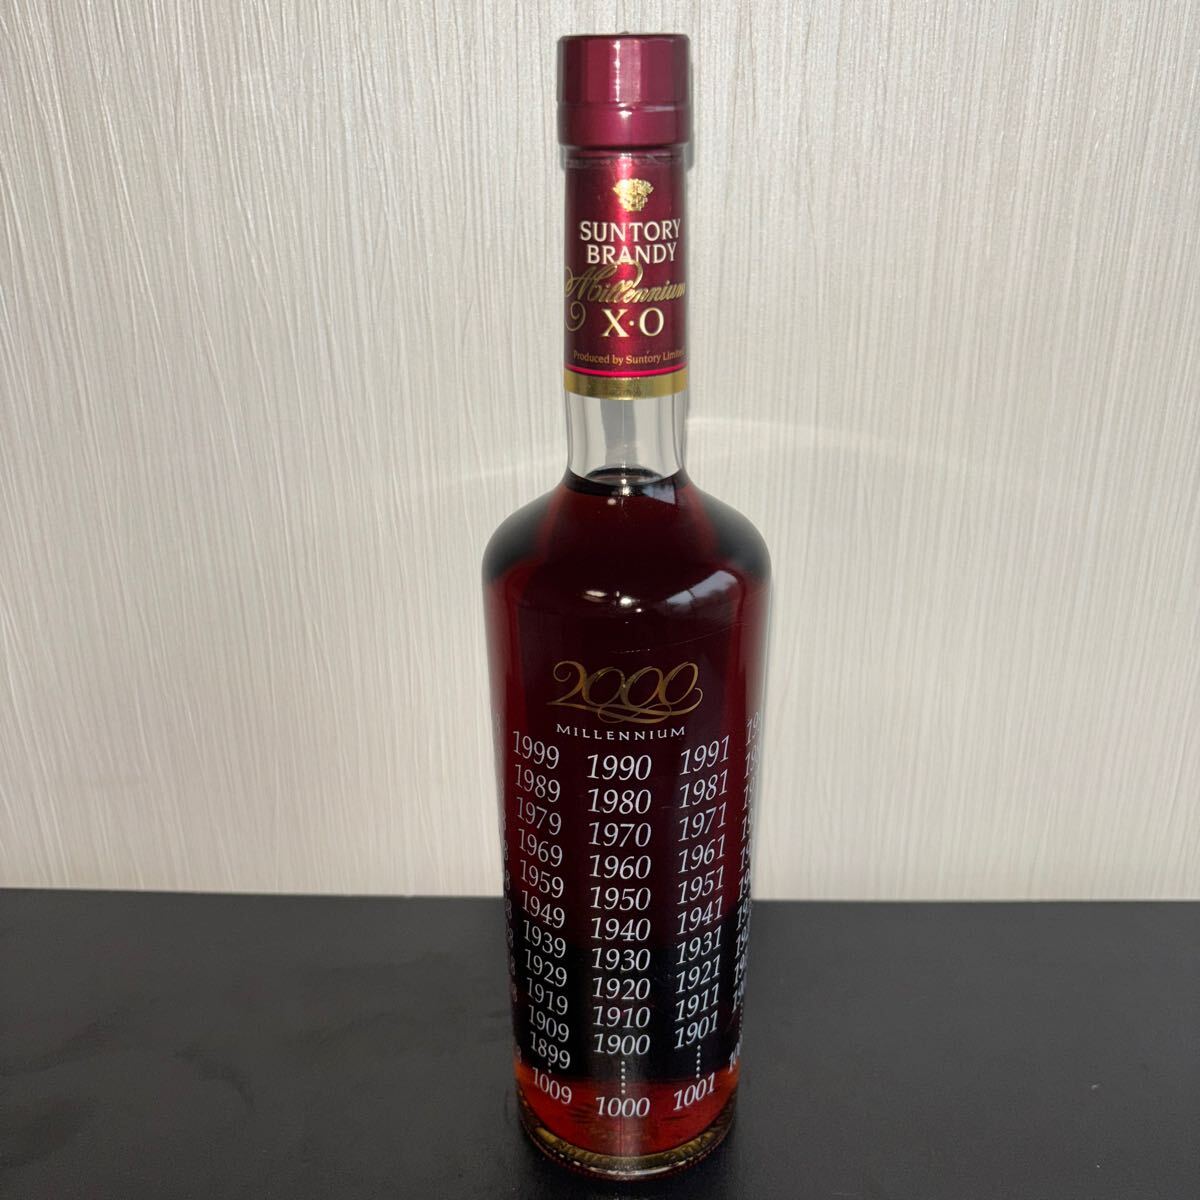 SUNTORY
BRANDY
Millennium
X·O
Produced by Suntory Limited
2000
MILLENNIUM
1999 1990 1991
1989 1980 1981
1979 1970 1971
1969 1960 1961
1959 1950 1951
1949 1940 1941
1939 1930 1931
1929 1920 1921
1919 1910 1911
1909 1900 1901
1899
1009 1000 1001